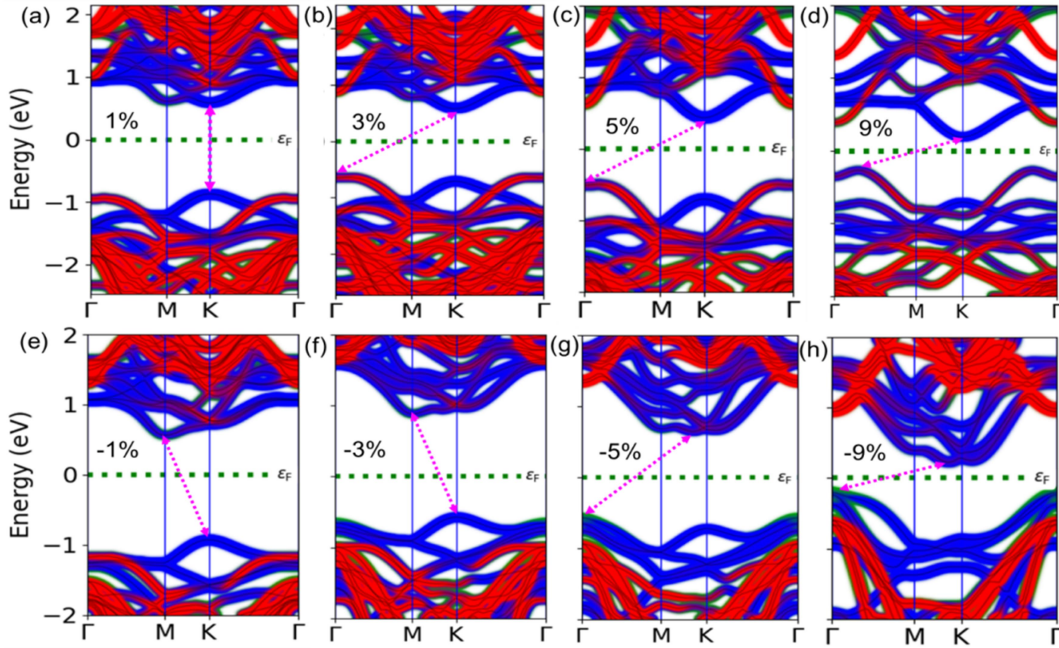 (a)
(b)
(c)
(d)
Energy (eV)
2
1
0
−1
−2
1%
3%
5%
9%
εF
εF
εF
εF
Γ M K Γ
Γ M K Γ
Γ M K Γ
Γ M K Γ
(e)
(f)
(g)
(h)
Energy (eV)
2
1
0
−1
−2
-1%
-3%
-5%
-9%
εF
εF
εF
εF
Γ M K Γ
Γ M K Γ
Γ M K Γ
Γ M K Γ